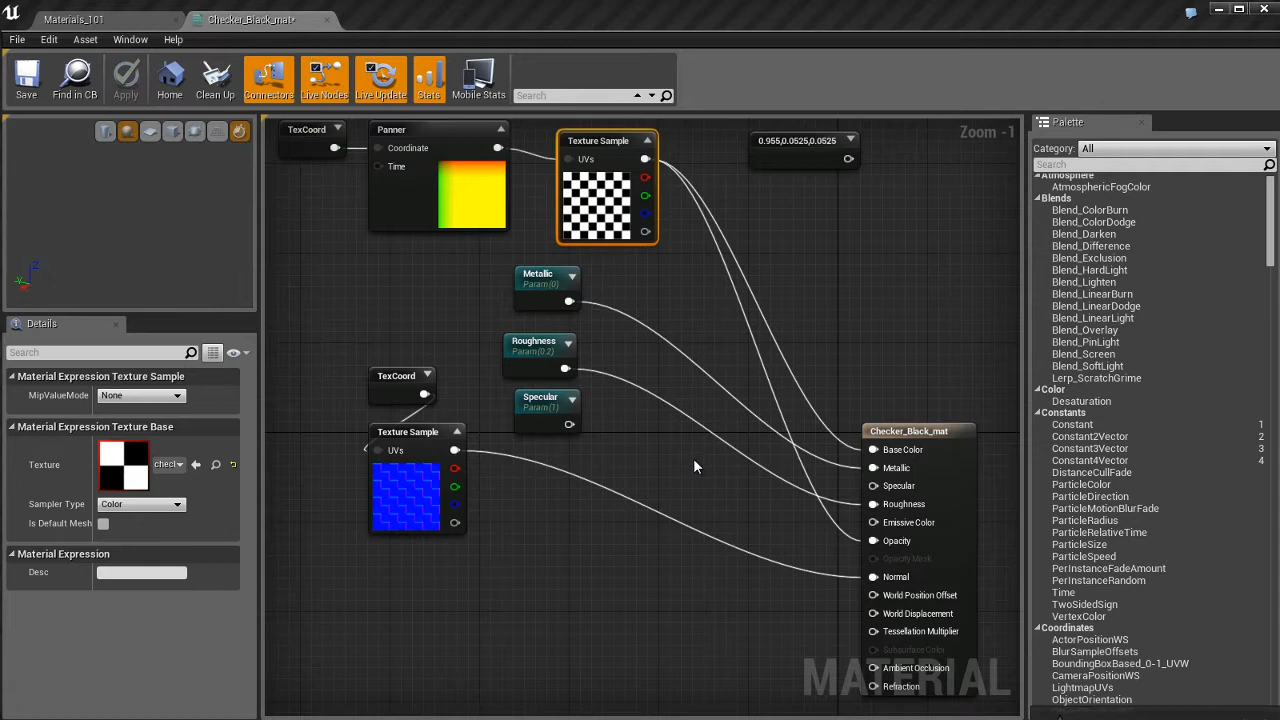 Materials_101
Checker_Black_mat*
File Edit Asset Window Help
Save
Find in CB
Apply
Home
Clean Up
Connectors
Live Nodes
Live Update
Stats
Mobile Stats
Search
Details
Search
Material Expression Texture Sample
MipValueMode
None
Material Expression Texture Base
Texture
checl
Sampler Type
Color
Is Default Mesh
Material Expression
Desc
TexCoord
Panner
Coordinate
Time
Texture Sample
UVs
0.955,0.0525,0.0525
Zoom -1
Metallic
Param(0)
Roughness
Param(0.2)
Specular
Param(1)
TexCoord
Texture Sample
UVs
Checker_Black_mat
Base Color
Metallic
Specular
Roughness
Emissive Color
Opacity
Opacity Mask
Normal
World Position Offset
World Displacement
Tessellation Multiplier
Subsurface Color
Ambient Occlusion
Refraction
MATERIAL
Palette
Category: All
Search
Atmosphere
AtmosphericFogColor
Blends
Blend_ColorBurn
Blend_ColorDodge
Blend_Darken
Blend_Difference
Blend_Exclusion
Blend_HardLight
Blend_Lighten
Blend_LinearBurn
Blend_LinearDodge
Blend_LinearLight
Blend_Overlay
Blend_PinLight
Blend_Screen
Blend_SoftLight
Lerp_ScratchGrime
Color
Desaturation
Constants
Constant
Constant2Vector
Constant3Vector
Constant4Vector
DistanceCullFade
ParticleColor
ParticleDirection
ParticleMotionBlurFade
ParticleRadius
ParticleRelativeTime
ParticleSize
ParticleSpeed
PerInstanceFadeAmount
PerInstanceRandom
Time
TwoSidedSign
VertexColor
Coordinates
ActorPositionWS
BlurSampleOffsets
BoundingBoxBased_0-1_UVW
CameraPositionWS
LightmapUVs
ObjectOrientation